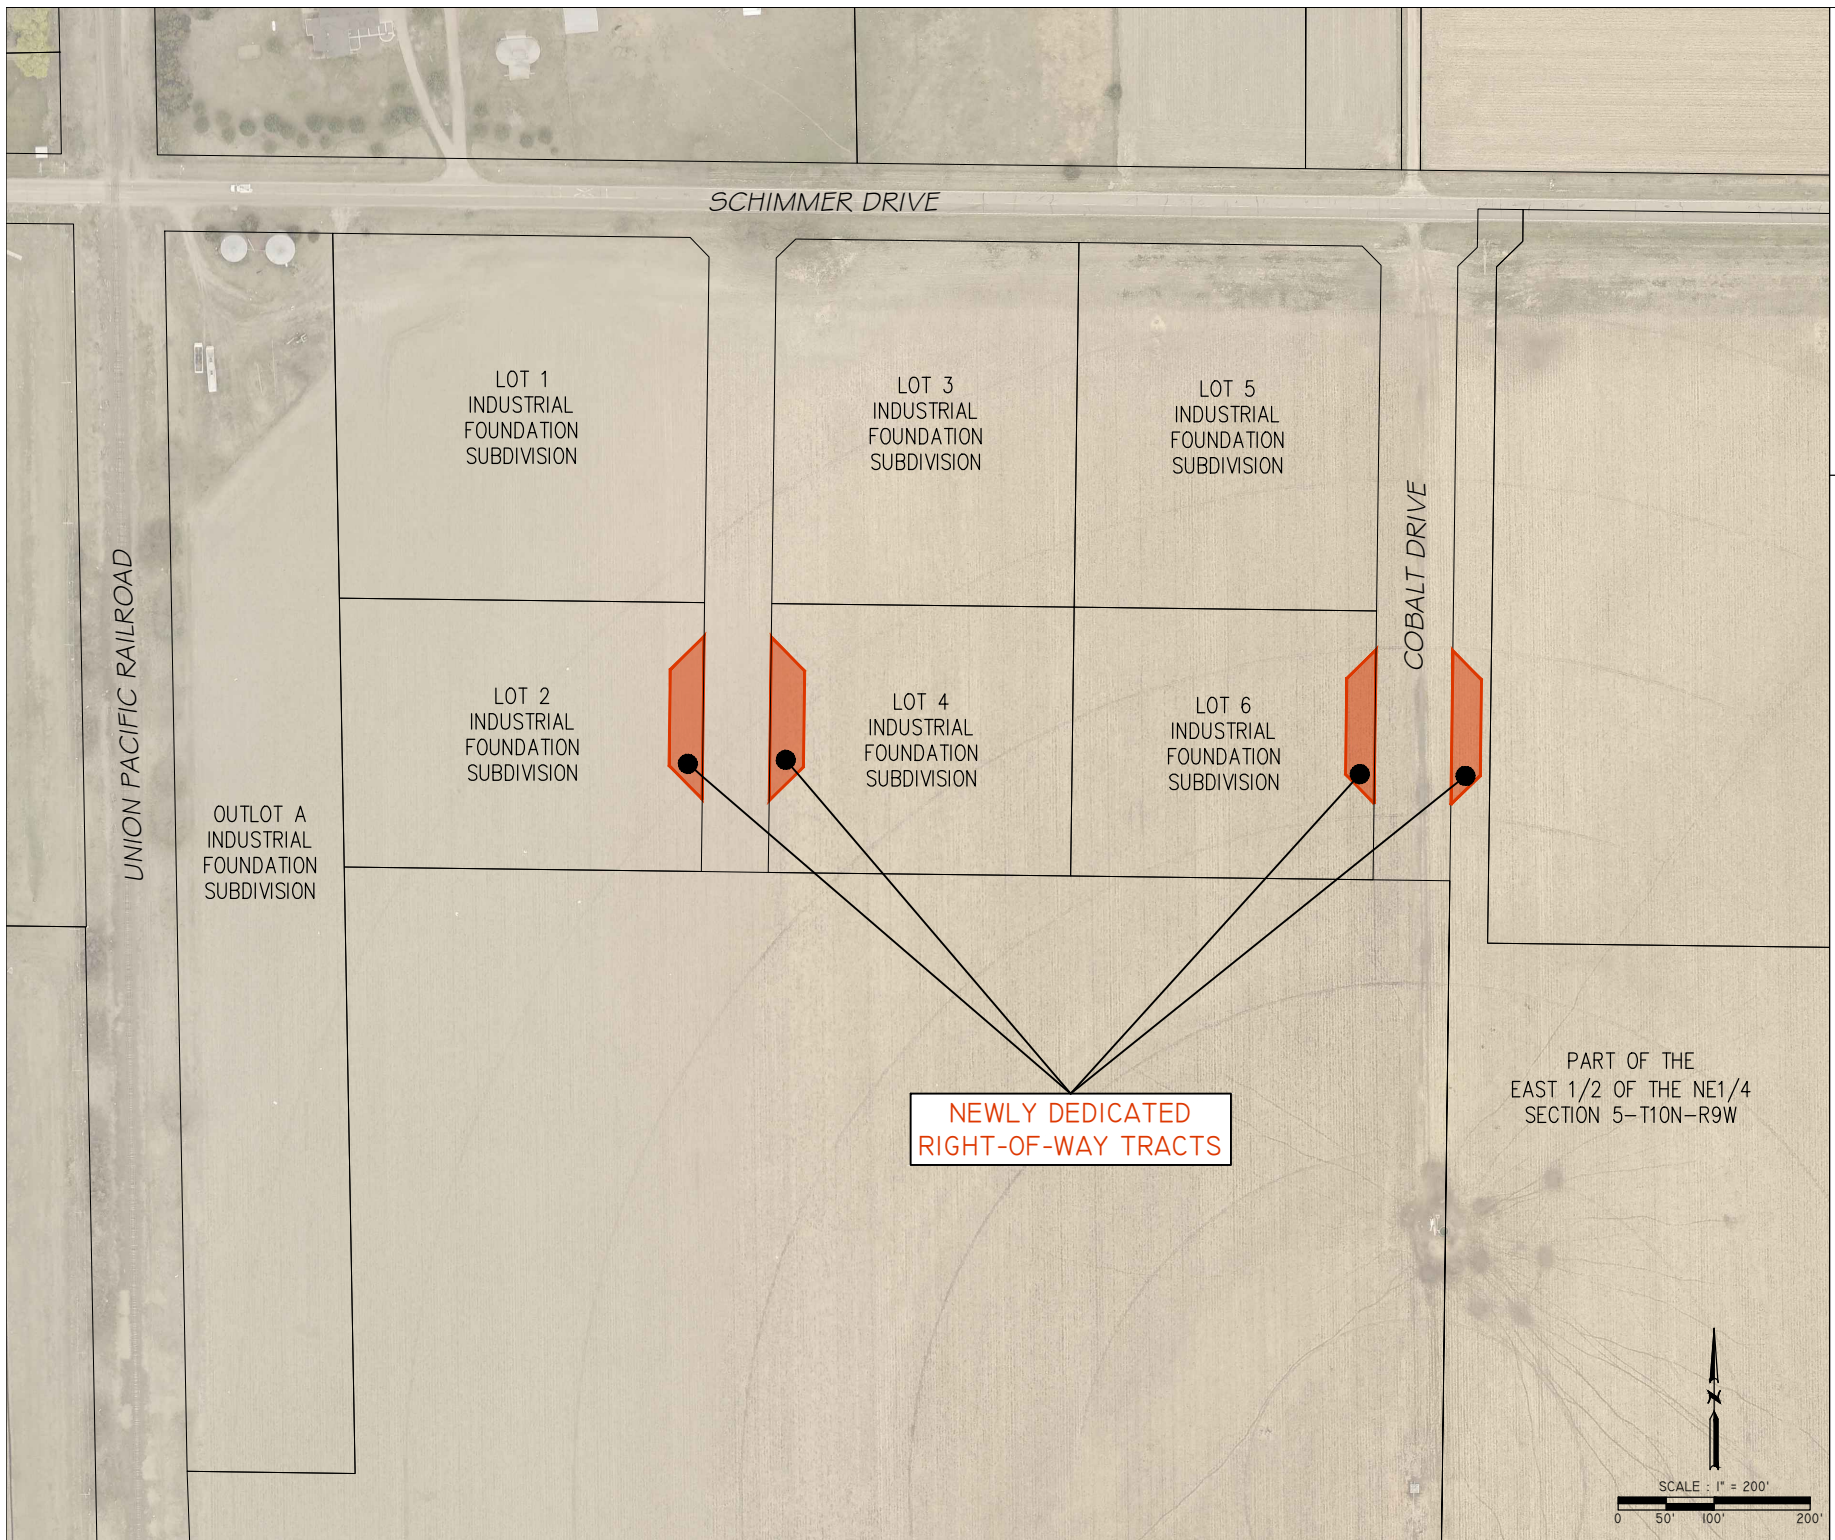 SCHIMMER DRIVE
LOT 1
INDUSTRIAL
FOUNDATION
SUBDIVISION
LOT 3
INDUSTRIAL
FOUNDATION
SUBDIVISION
LOT 5
INDUSTRIAL
FOUNDATION
SUBDIVISION
UNION PACIFIC RAILROAD
COBALT DRIVE
LOT 2
INDUSTRIAL
FOUNDATION
SUBDIVISION
LOT 4
INDUSTRIAL
FOUNDATION
SUBDIVISION
LOT 6
INDUSTRIAL
FOUNDATION
SUBDIVISION
OUTLOT A
INDUSTRIAL
FOUNDATION
SUBDIVISION
NEWLY DEDICATED
RIGHT-OF-WAY TRACTS
PART OF THE
EAST 1/2 OF THE NE1/4
SECTION 5-T10N-R9W
N
SCALE : 1" = 200'
0 50' 100' 200'